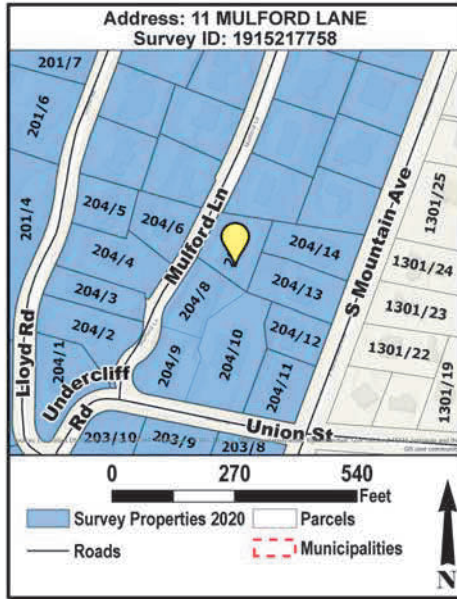 Address: 11 MULFORD LANE
Survey ID: 1915217758
201/7
201/6
201/4
204/5
204/6
204/4
204/3
204/2
204/1
204/8
204/9
204/10
204/14
204/13
204/12
204/11
1301/25
1301/24
1301/23
1301/22
1301/19
203/10
203/9
203/8
Lloyd Rd
Mulford Ln
S Mountain Ave
Undercliff Rd
Union St
0 270 540
Feet
Survey Properties 2020
Parcels
Roads
Municipalities
N